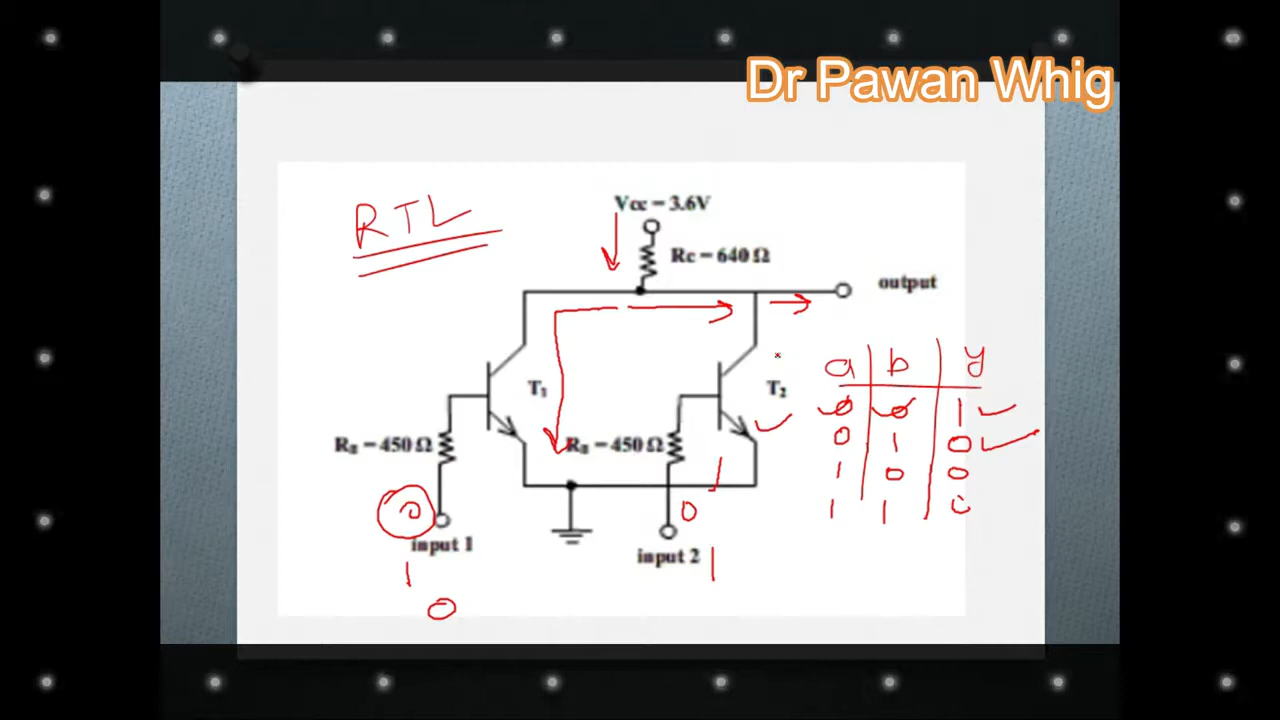 Dr Pawan Whig
RTL
Vcc = 3.6V
Rc = 640 Ω
output
T1
T2
RB = 450 Ω
RB = 450 Ω
a b y
0 0 1
0 1 0
1 0 0
1 1 0
0
0
1
input 1
input 2
1
1
0